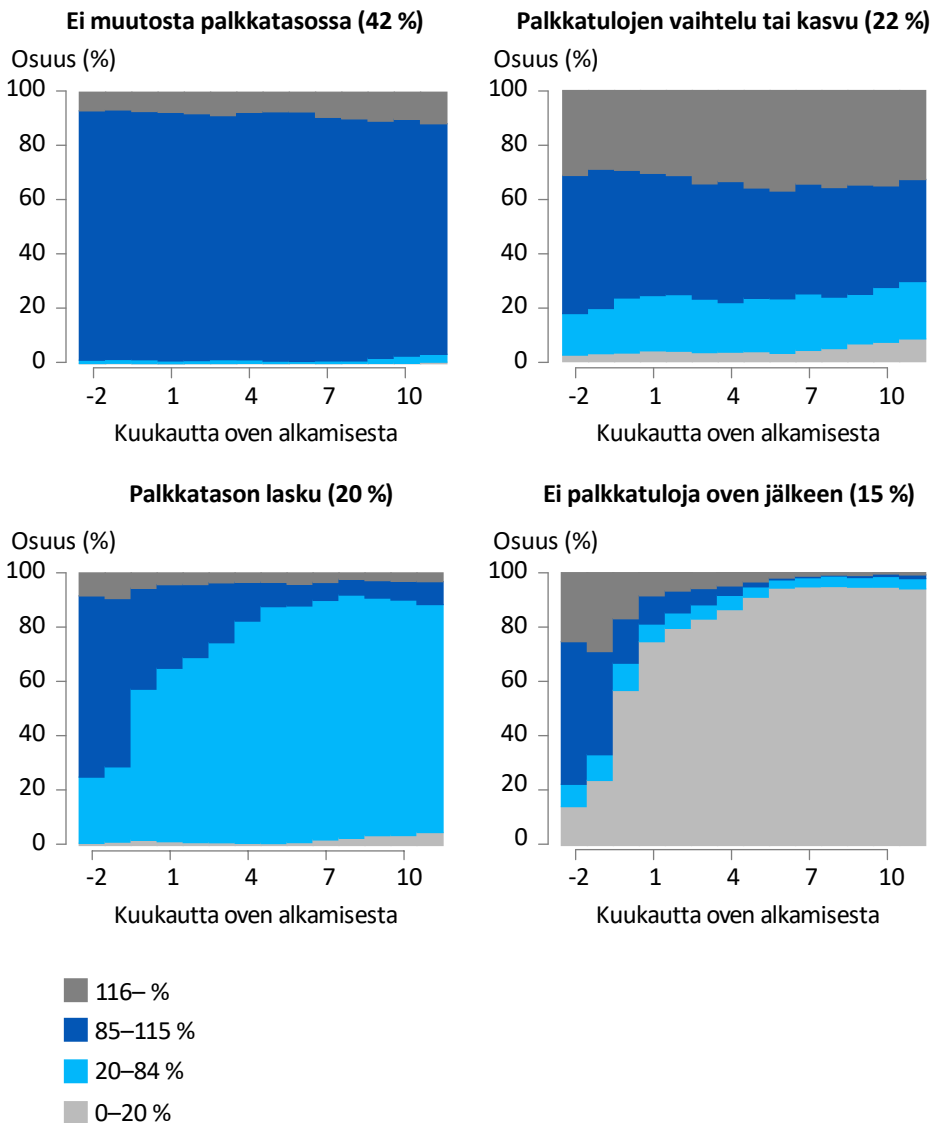 Ei muutosta palkkatasossa (42 %)
Osuus (%)
100
80
60
40
20
0
-2 1 4 7 10
Kuukautta oven alkamisesta
Palkkatulojen vaihtelu tai kasvu (22 %)
Osuus (%)
100
80
60
40
20
0
-2 1 4 7 10
Kuukautta oven alkamisesta
Palkkatason lasku (20 %)
Osuus (%)
100
80
60
40
20
0
-2 1 4 7 10
Kuukautta oven alkamisesta
Ei palkkatuloja oven jälkeen (15 %)
Osuus (%)
100
80
60
40
20
0
-2 1 4 7 10
Kuukautta oven alkamisesta
116– %
85–115 %
20–84 %
0–20 %